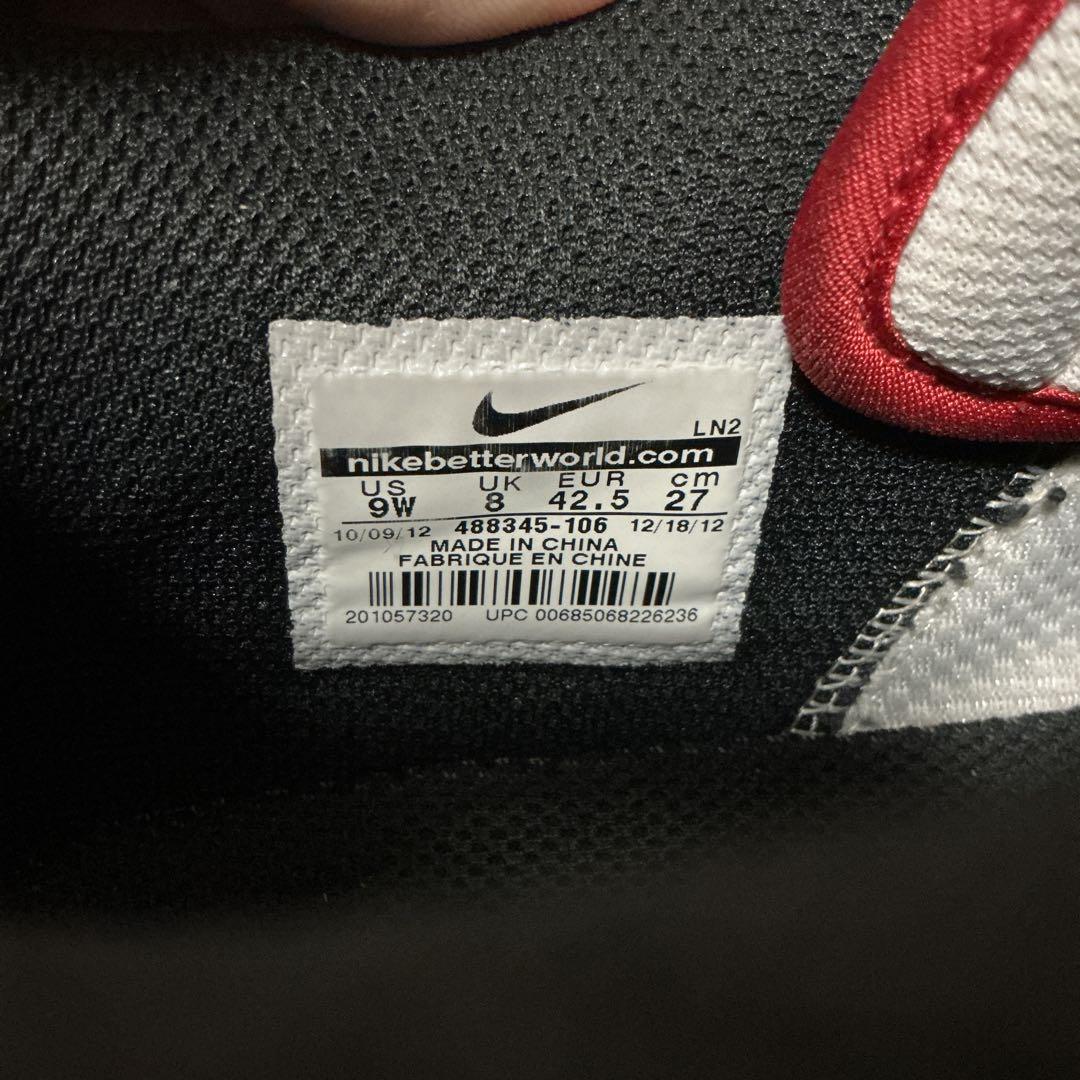 LN2
nikebetterworld.com
US UK EUR cm
9W 8 42.5 27
10/09/12 488345-106 12/18/12
MADE IN CHINA
FABRIQUE EN CHINE
201057320 UPC 00685068226236